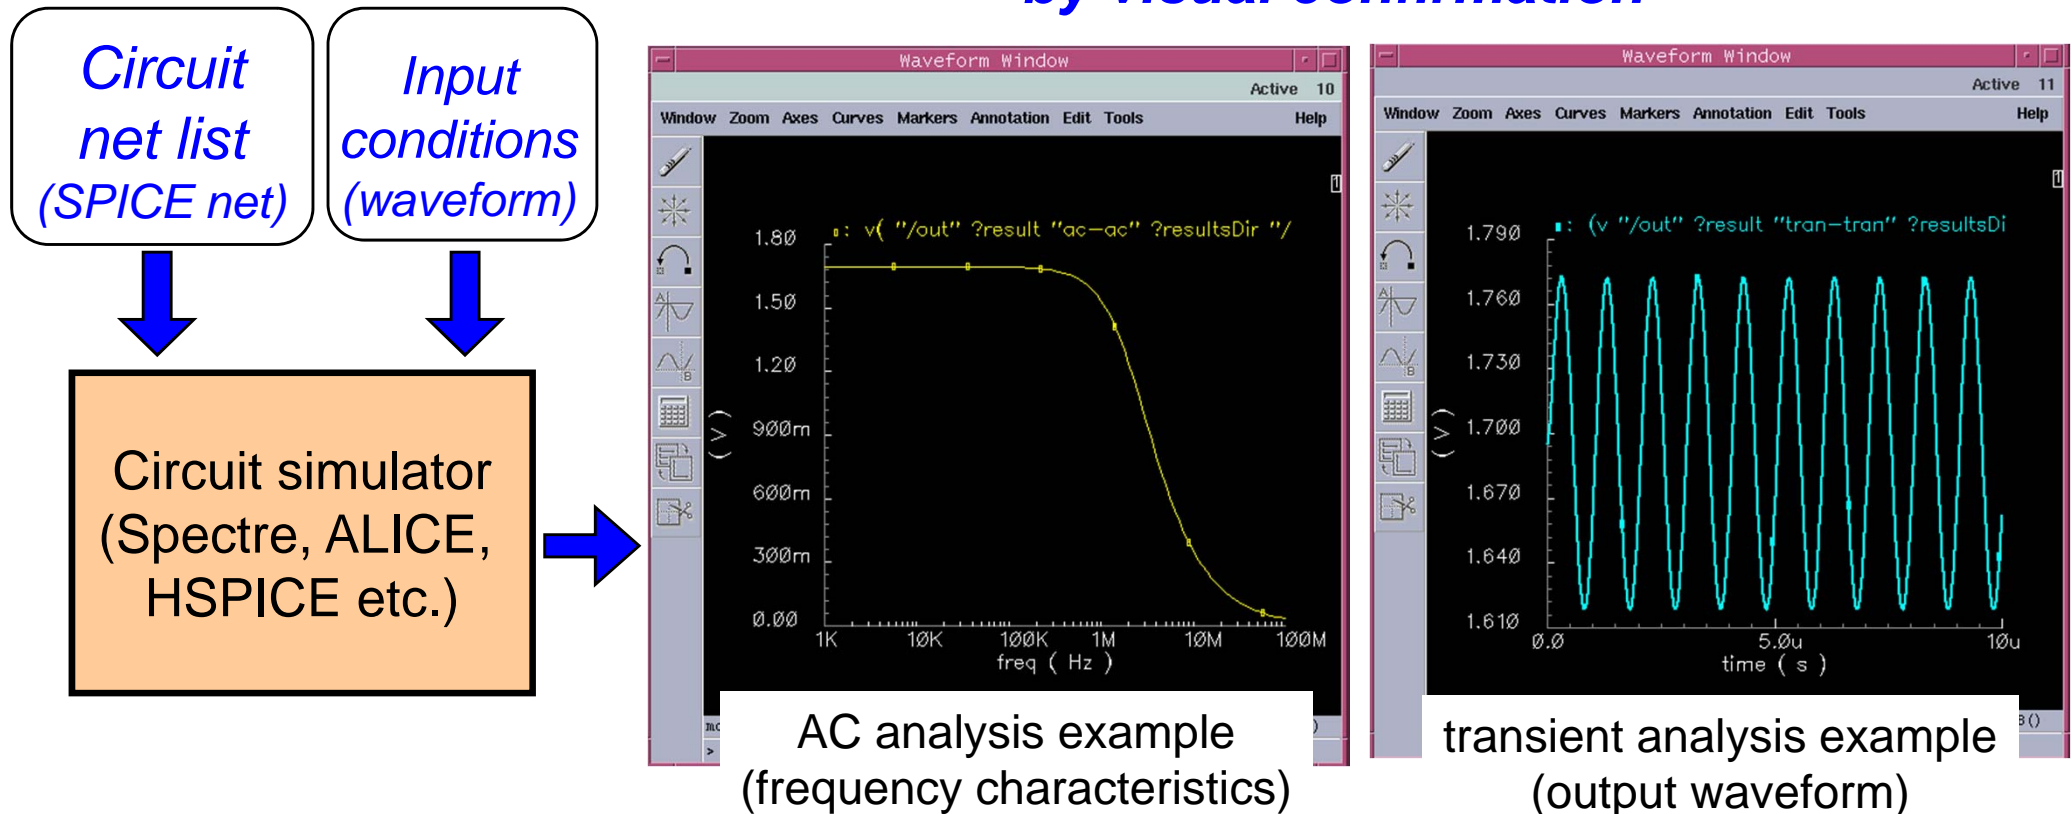 by visual confirmation
Circuit
net list
(SPICE net)
Input
conditions
(waveform)
Circuit simulator
(Spectre, ALICE,
HSPICE etc.)
Waveform Window
Active 10
Window Zoom Axes Curves Markers Annotation Edit Tools Help
A
B
1
▫: v( "/out" ?result "ac-ac" ?resultsDir "/
1.80
1.50
1.20
900m
600m
300m
0.00
(V)
1K 10K 100K 1M 10M 100M
freq ( Hz )
>
AC analysis example
(frequency characteristics)
Waveform Window
Active 11
Window Zoom Axes Curves Markers Annotation Edit Tools Help
A
B
1
▪: (v "/out" ?result "tran-tran" ?resultsDi
1.790
1.760
1.730
1.700
1.670
1.640
1.610
(V)
0.0 5.0u 10u
time ( s )
transient analysis example
(output waveform)